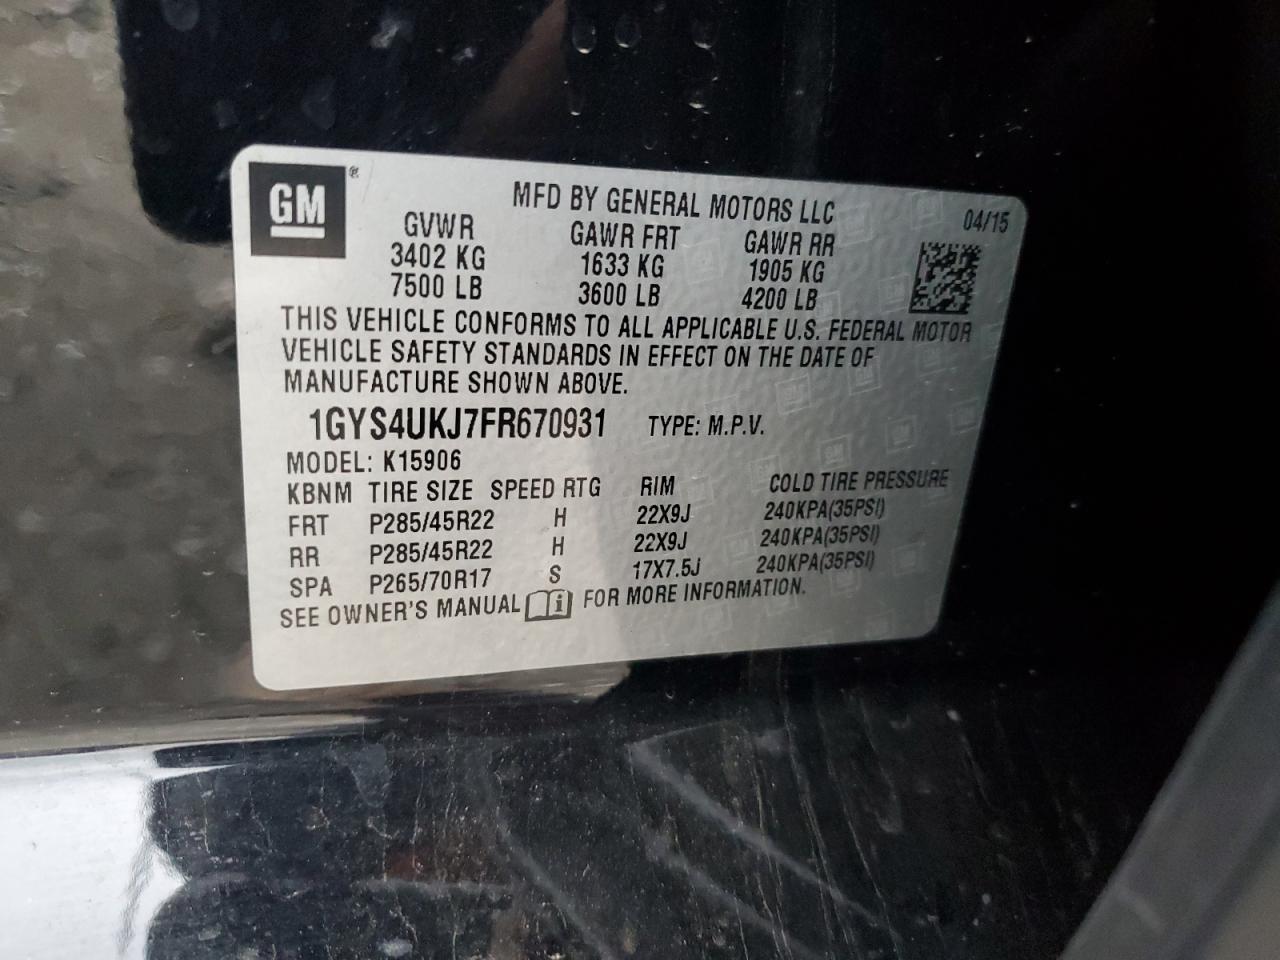 GM®
MFD BY GENERAL MOTORS LLC
04/15
GVWR GAWR FRT GAWR RR
3402 KG 1633 KG 1905 KG
7500 LB 3600 LB 4200 LB
THIS VEHICLE CONFORMS TO ALL APPLICABLE U.S. FEDERAL MOTOR
VEHICLE SAFETY STANDARDS IN EFFECT ON THE DATE OF
MANUFACTURE SHOWN ABOVE.
1GYS4UKJ7FR670931 TYPE: M.P.V.
MODEL: K15906
KBNM TIRE SIZE SPEED RTG RIM COLD TIRE PRESSURE
FRT P285/45R22 H 22X9J 240KPA(35PSI)
RR P285/45R22 H 22X9J 240KPA(35PSI)
SPA P265/70R17 S 17X7.5J 240KPA(35PSI)
SEE OWNER'S MANUAL i FOR MORE INFORMATION.